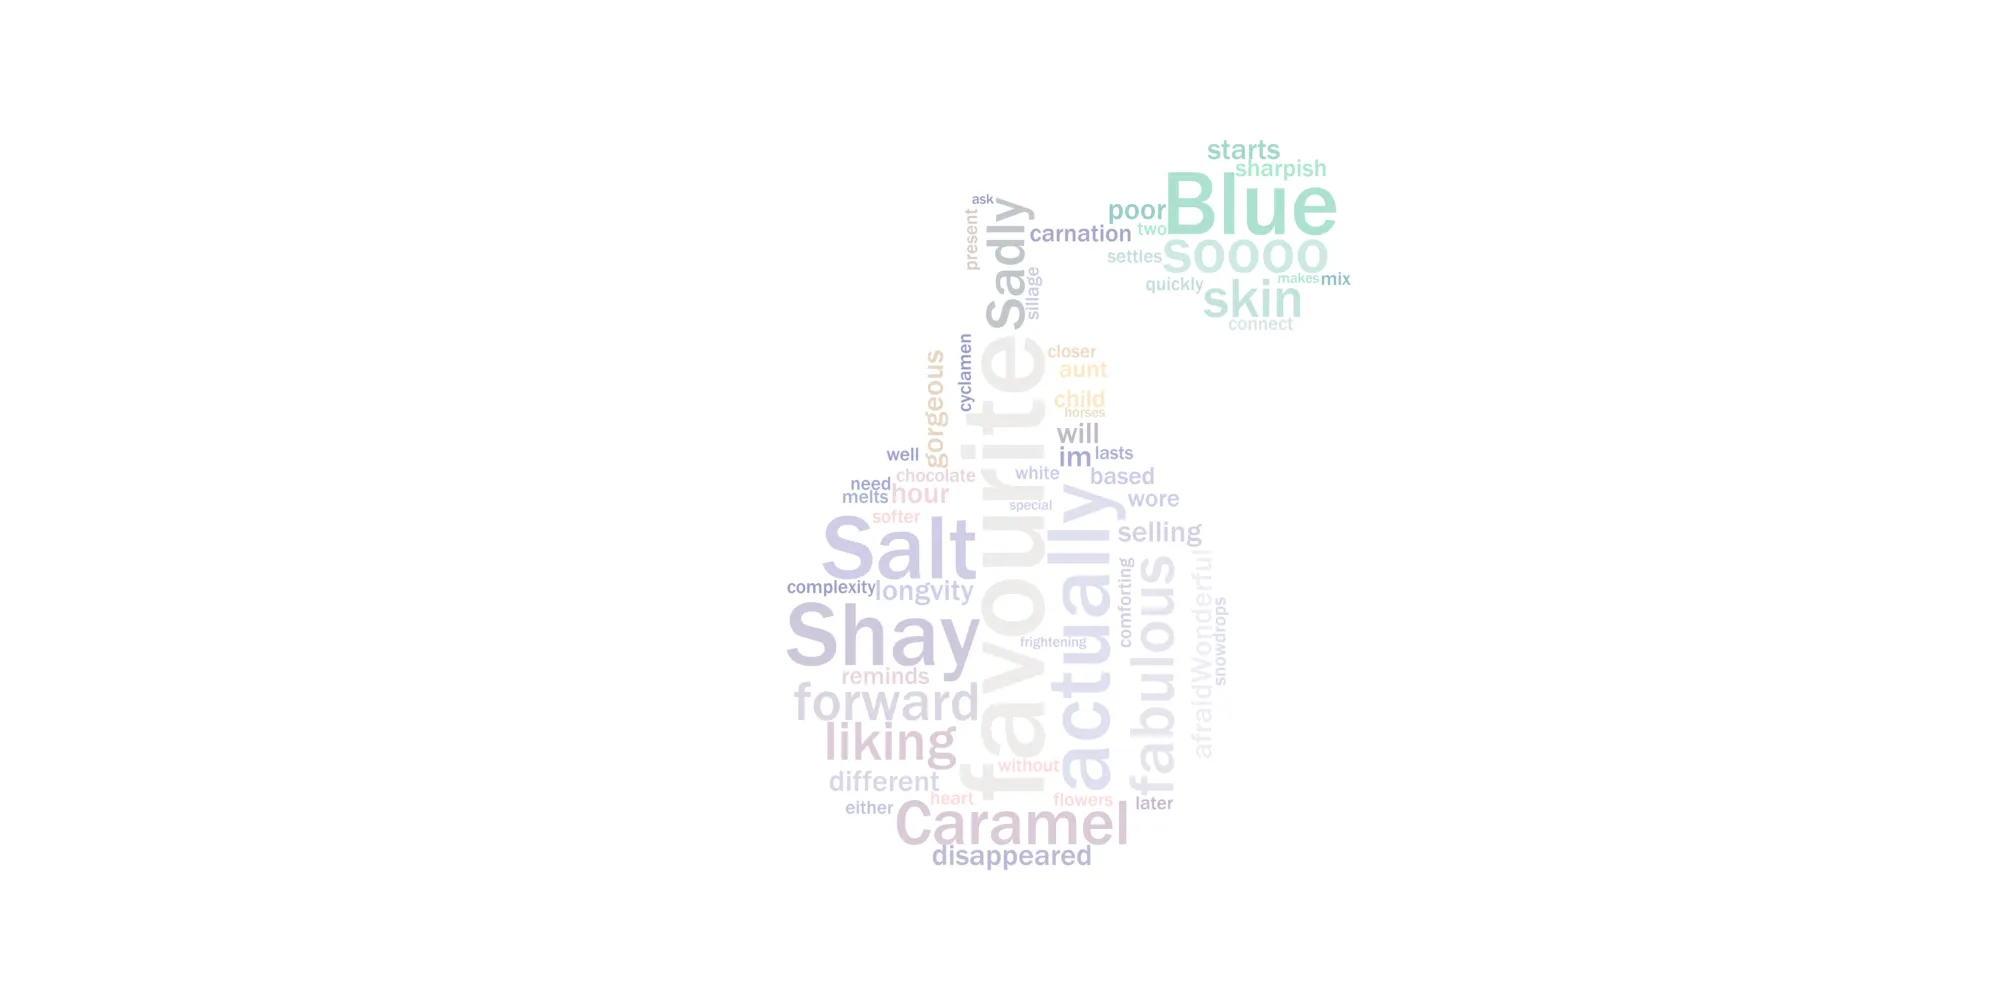 starts
sharpish
Blue
poor
two
carnation
soooo
settles
makes
mix
quickly
skin
connect
ask
present
Sadly
sillage
cyclamen
gorgeous
favourite
closer
aunt
child
horses
will
im
lasts
well
chocolate
white
based
need
melts
hour
special
wore
softer
Salt
actually
selling
complexity
longvity
comforting
fabulous
afraidWonderful
snowdrops
Shay
frightening
reminds
forward
liking
without
different
either
heart
flowers
later
Caramel
disappeared